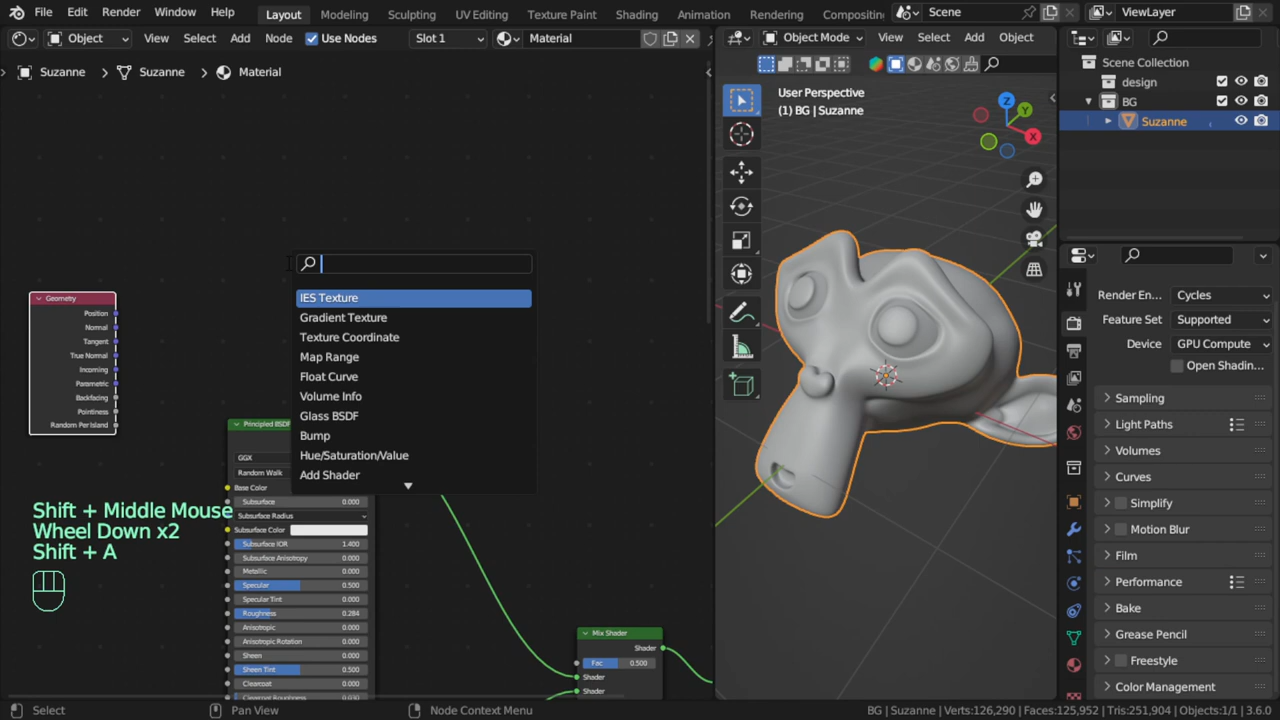 File Edit Render Window Help Layout Modeling Sculpting UV Editing Texture Paint Shading Animation Rendering Compositing Scene ViewLayer
Object View Select Add Node Use Nodes Slot 1 Material
Suzanne Suzanne Material
Geometry
Position
Normal
Tangent
True Normal
Incoming
Parametric
Backfacing
Pointiness
Random Per Island
IES Texture
Gradient Texture
Texture Coordinate
Map Range
Float Curve
Volume Info
Glass BSDF
Bump
Hue/Saturation/Value
Add Shader
Principled BSDF
GGX
Random Walk
Base Color
Subsurface 0.000
Subsurface Radius
Subsurface Color
Subsurface IOR 1.400
Subsurface Anisotropy 0.000
Metallic 0.000
Specular 0.500
Specular Tint 0.000
Roughness 0.284
Anisotropic 0.000
Anisotropic Rotation 0.000
Sheen 0.000
Sheen Tint 0.500
Clearcoat 0.000
Clearcoat Roughness 0.030
Mix Shader
Shader
Fac 0.500
Shader
Shader
Shift + Middle Mouse
Wheel Down x2
Shift + A
Object Mode View Select Add Object
User Perspective
(1) BG | Suzanne
Z
Y
X
Scene Collection
design
BG
Suzanne
Render En... Cycles
Feature Set Supported
Device GPU Compute
Open Shadin...
Sampling
Light Paths
Volumes
Curves
Simplify
Motion Blur
Film
Performance
Bake
Grease Pencil
Freestyle
Color Management
Select Pan View Node Context Menu BG | Suzanne | Verts:126,290 | Faces:125,952 | Tris:251,904 | Objects:1/1 | 3.6.0